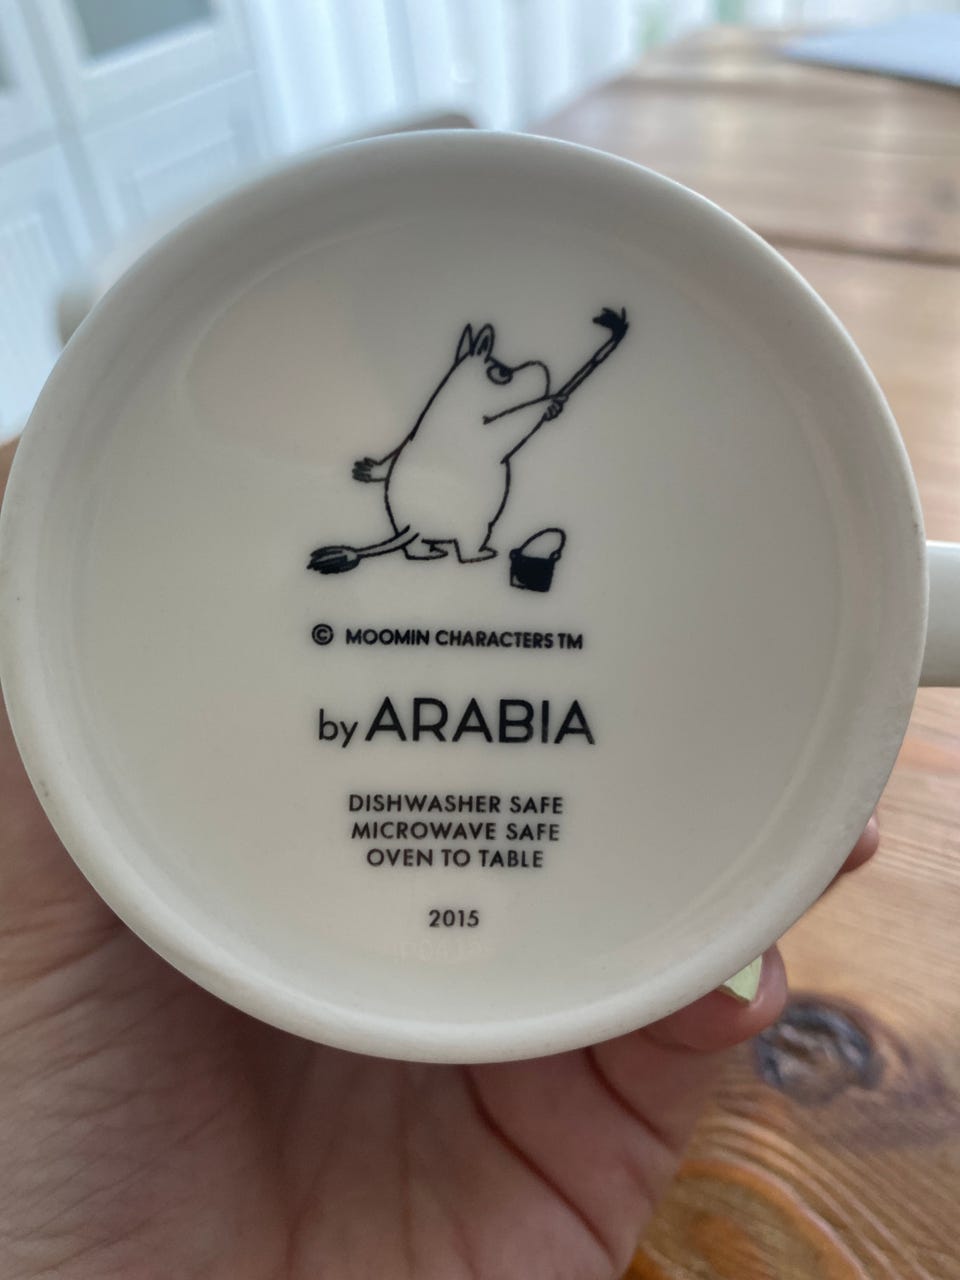 © MOOMIN CHARACTERS TM
by ARABIA
DISHWASHER SAFE
MICROWAVE SAFE
OVEN TO TABLE
2015